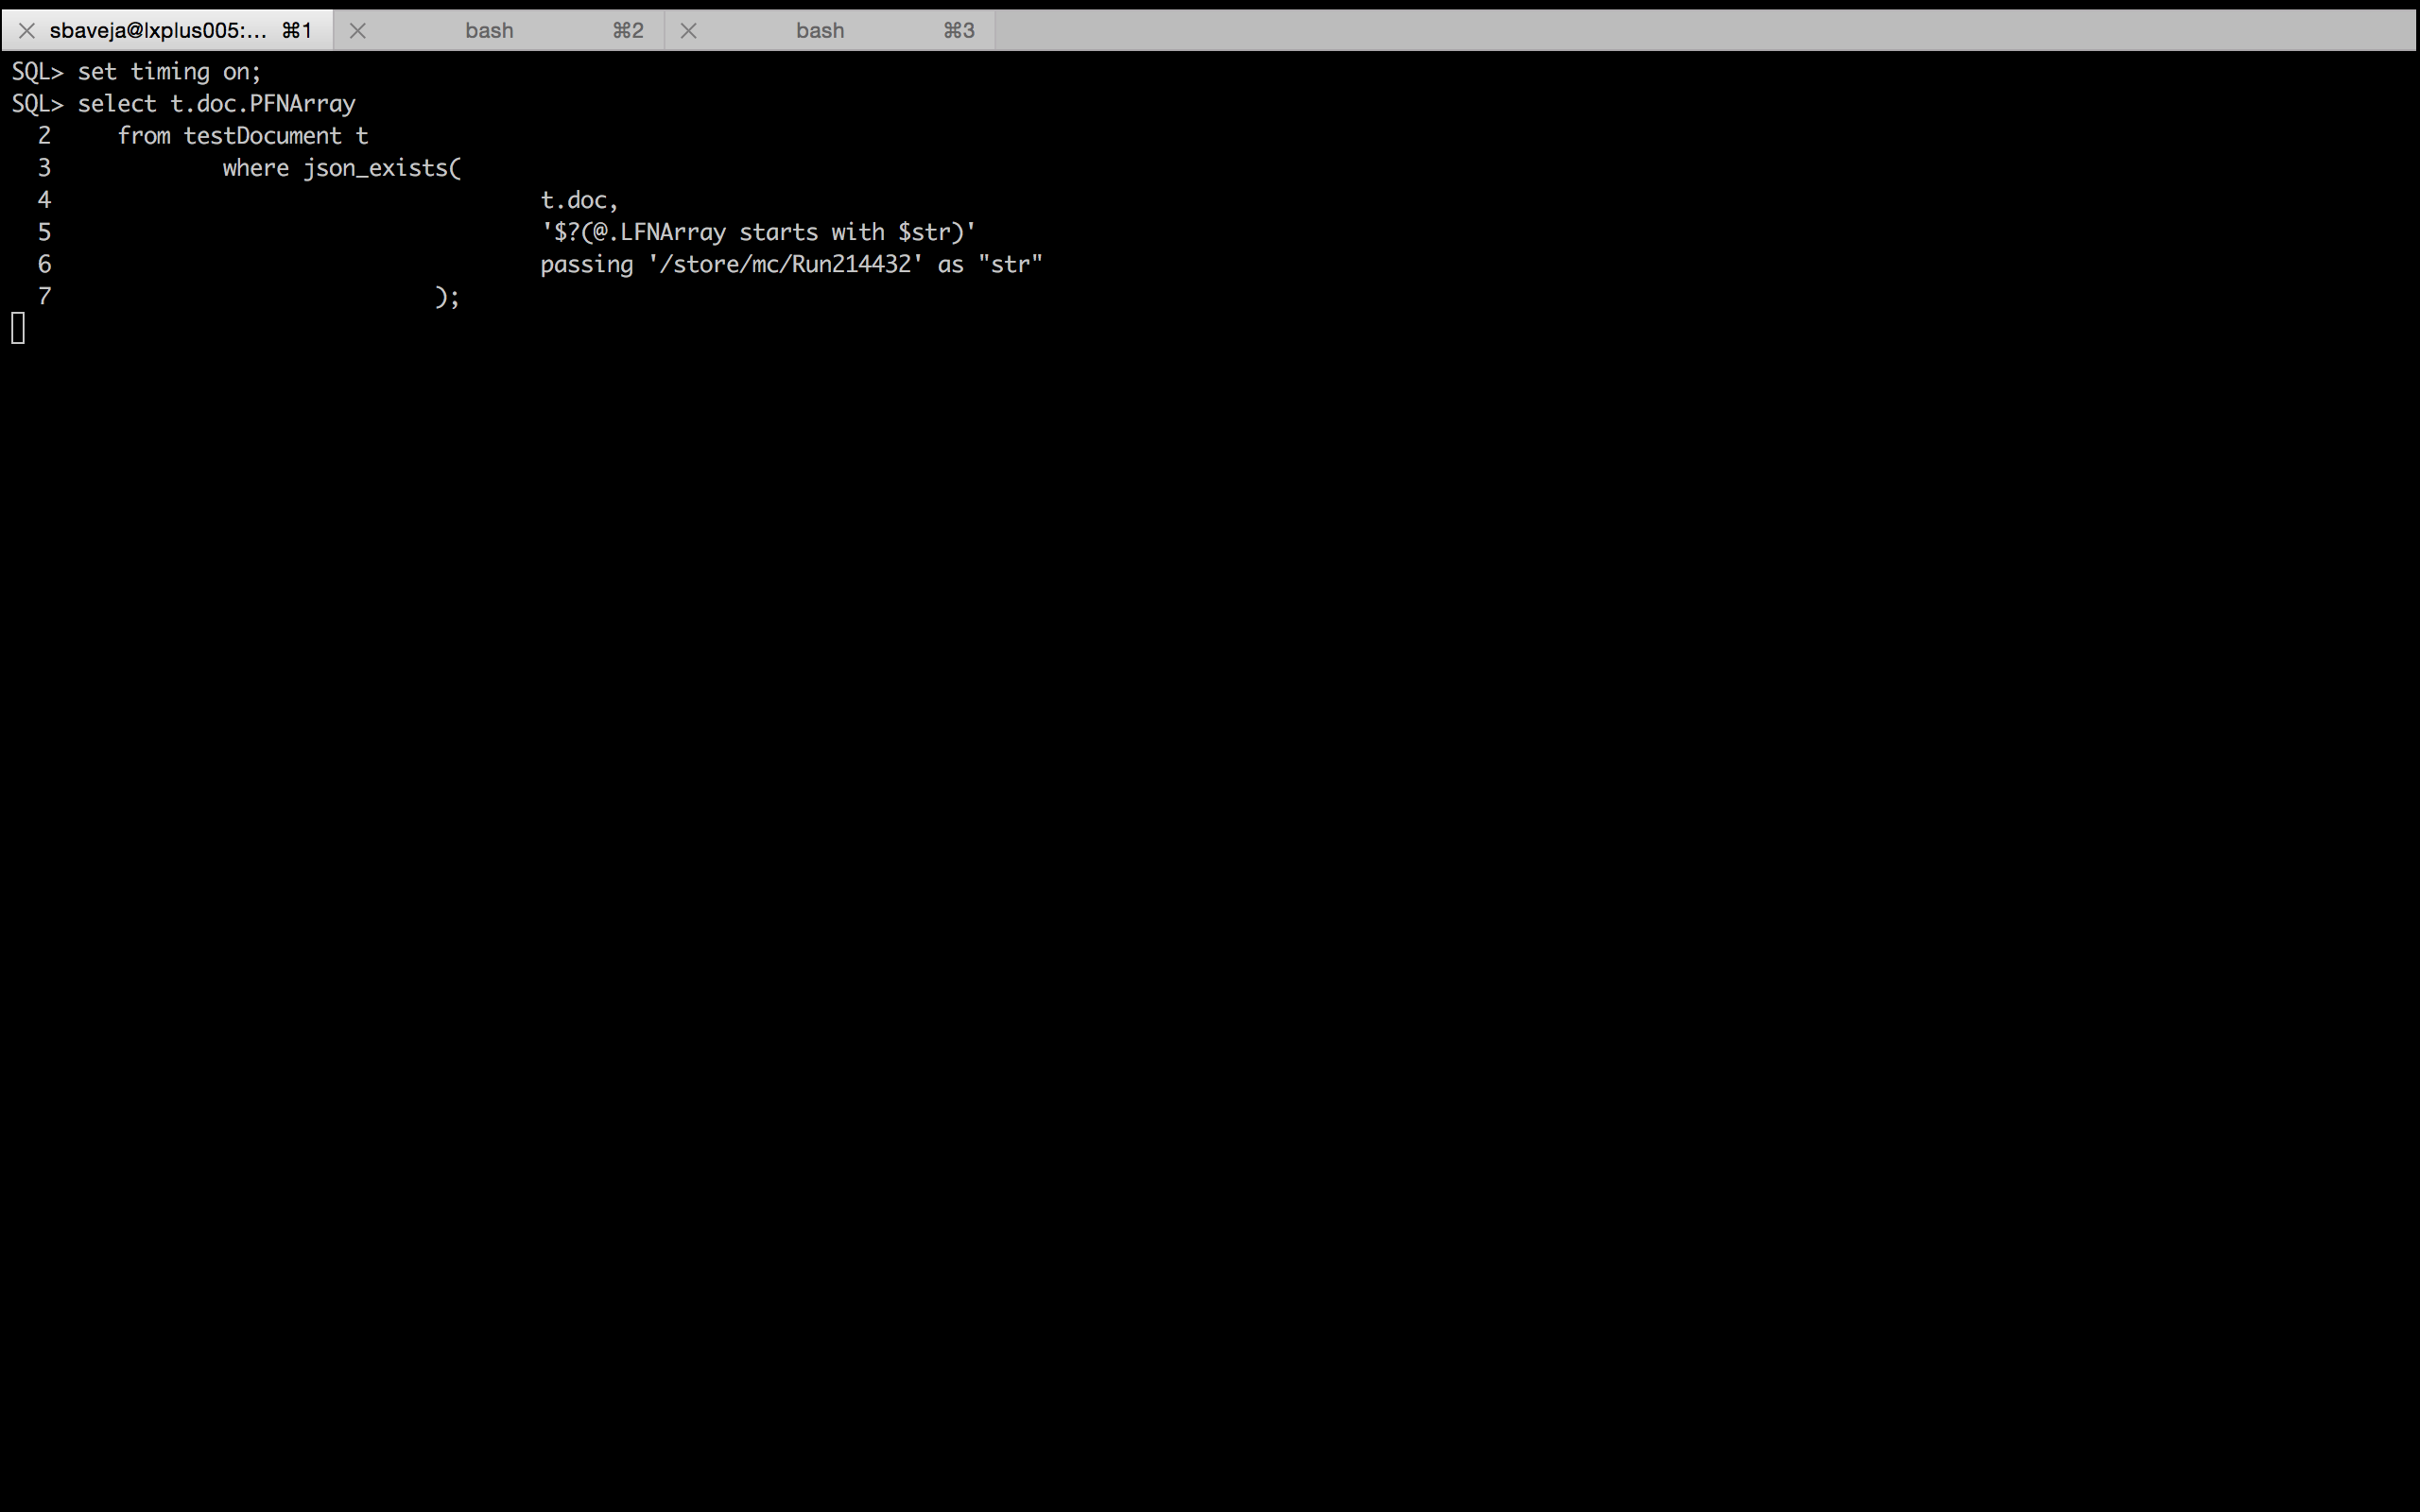 sbaveja@lxplus005:... ⌘1 bash ⌘2 bash ⌘3
SQL> set timing on;
SQL> select t.doc.PFNArray
2 from testDocument t
3 where json_exists(
4 t.doc,
5 '$?(@.LFNArray starts with $str)'
6 passing '/store/mc/Run214432' as "str"
7 );